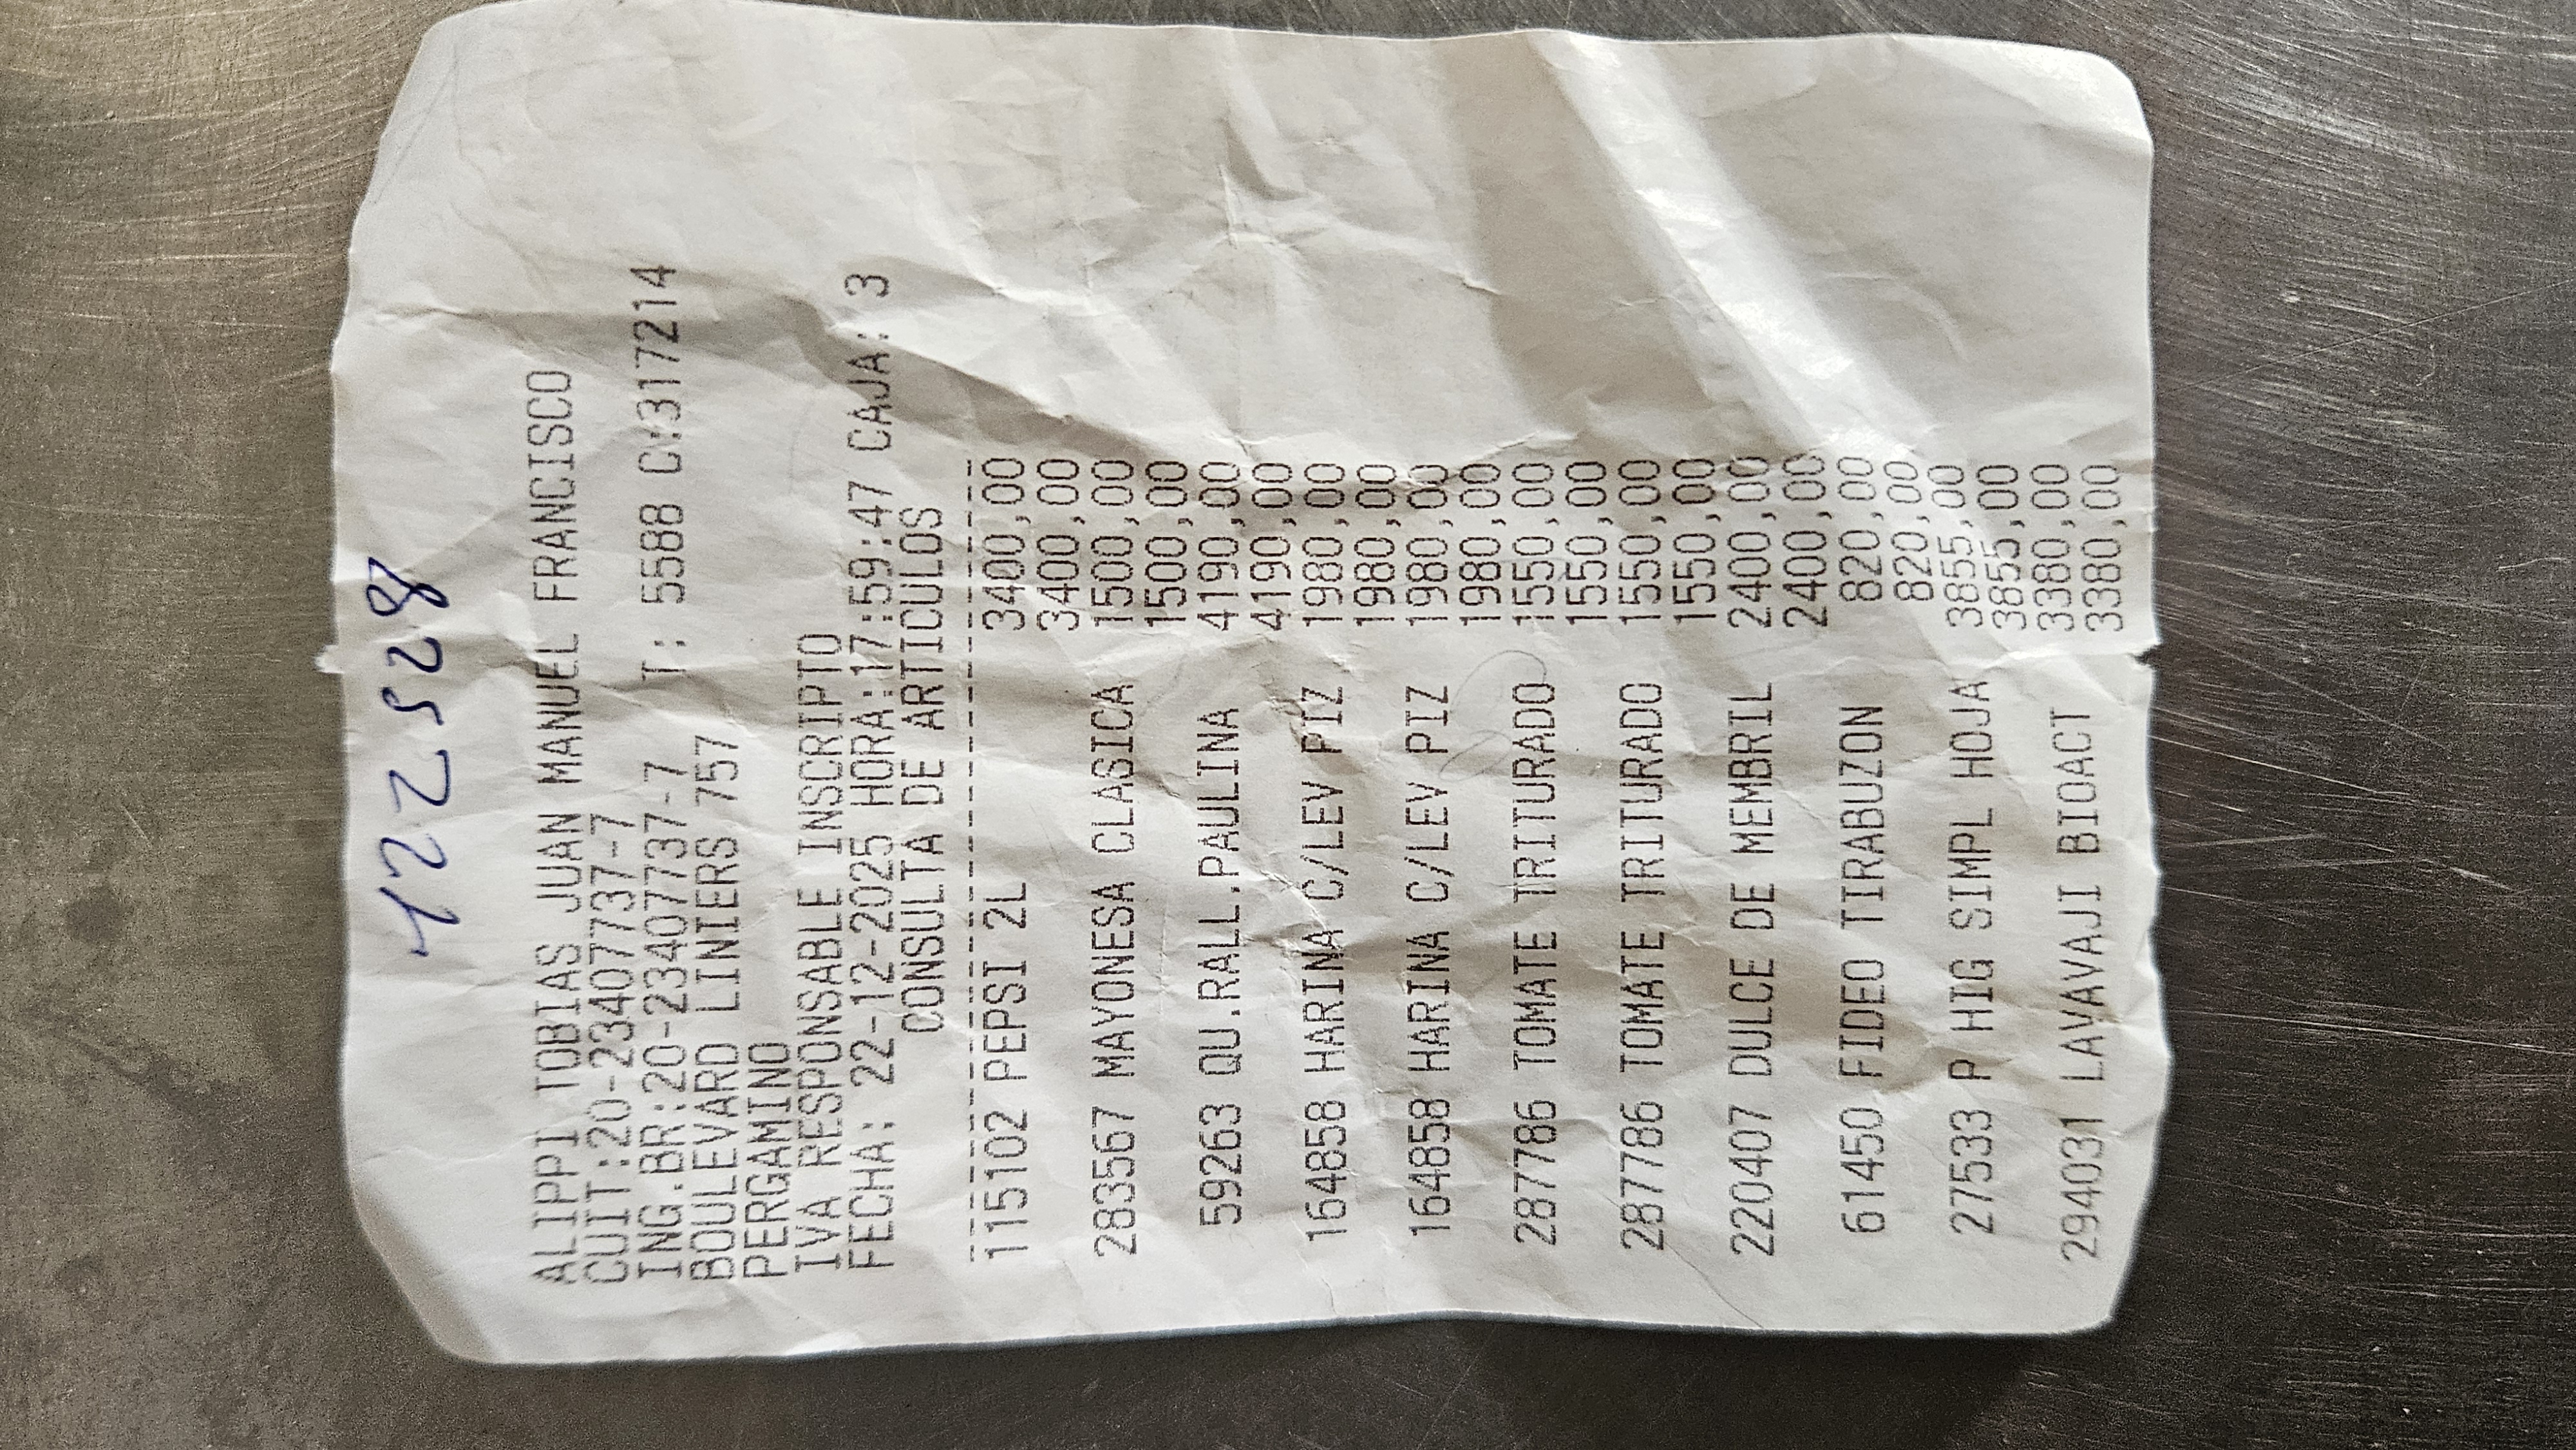 122528
ALIPPI TOBIAS JUAN MANUEL FRANCISCO
CUIT:20-23407737-7
ING.BR:20-23407737-7 T: 5588 C:317214
BOULEVARD LINIERS 757
PERGAMINO
IVA RESPONSABLE INSCRIPTO
FECHA: 22-12-2025 HORA:17:59:47 CAJA: 3
CONSULTA DE ARTICULOS
115102 PEPSI 2L 3400,00
3400,00
283567 MAYONESA CLASICA 1500,00
1500,00
59263 QU.RALL.PAULINA 4190,00
4190,00
164858 HARINA C/LEV PIZ 1980,00
1980,00
164858 HARINA C/LEV PIZ 1980,00
1980,00
287786 TOMATE TRITURADO 1550,00
1550,00
287786 TOMATE TRITURADO 1550,00
1550,00
220407 DULCE DE MEMBRIL 2400,00
2400,00
61450 FIDEO TIRABUZON 820,00
820,00
27533 P HIG SIMPL HOJA 3855,00
3855,00
294031 LAVAVAJI BIOACT 3380,00
3380,00